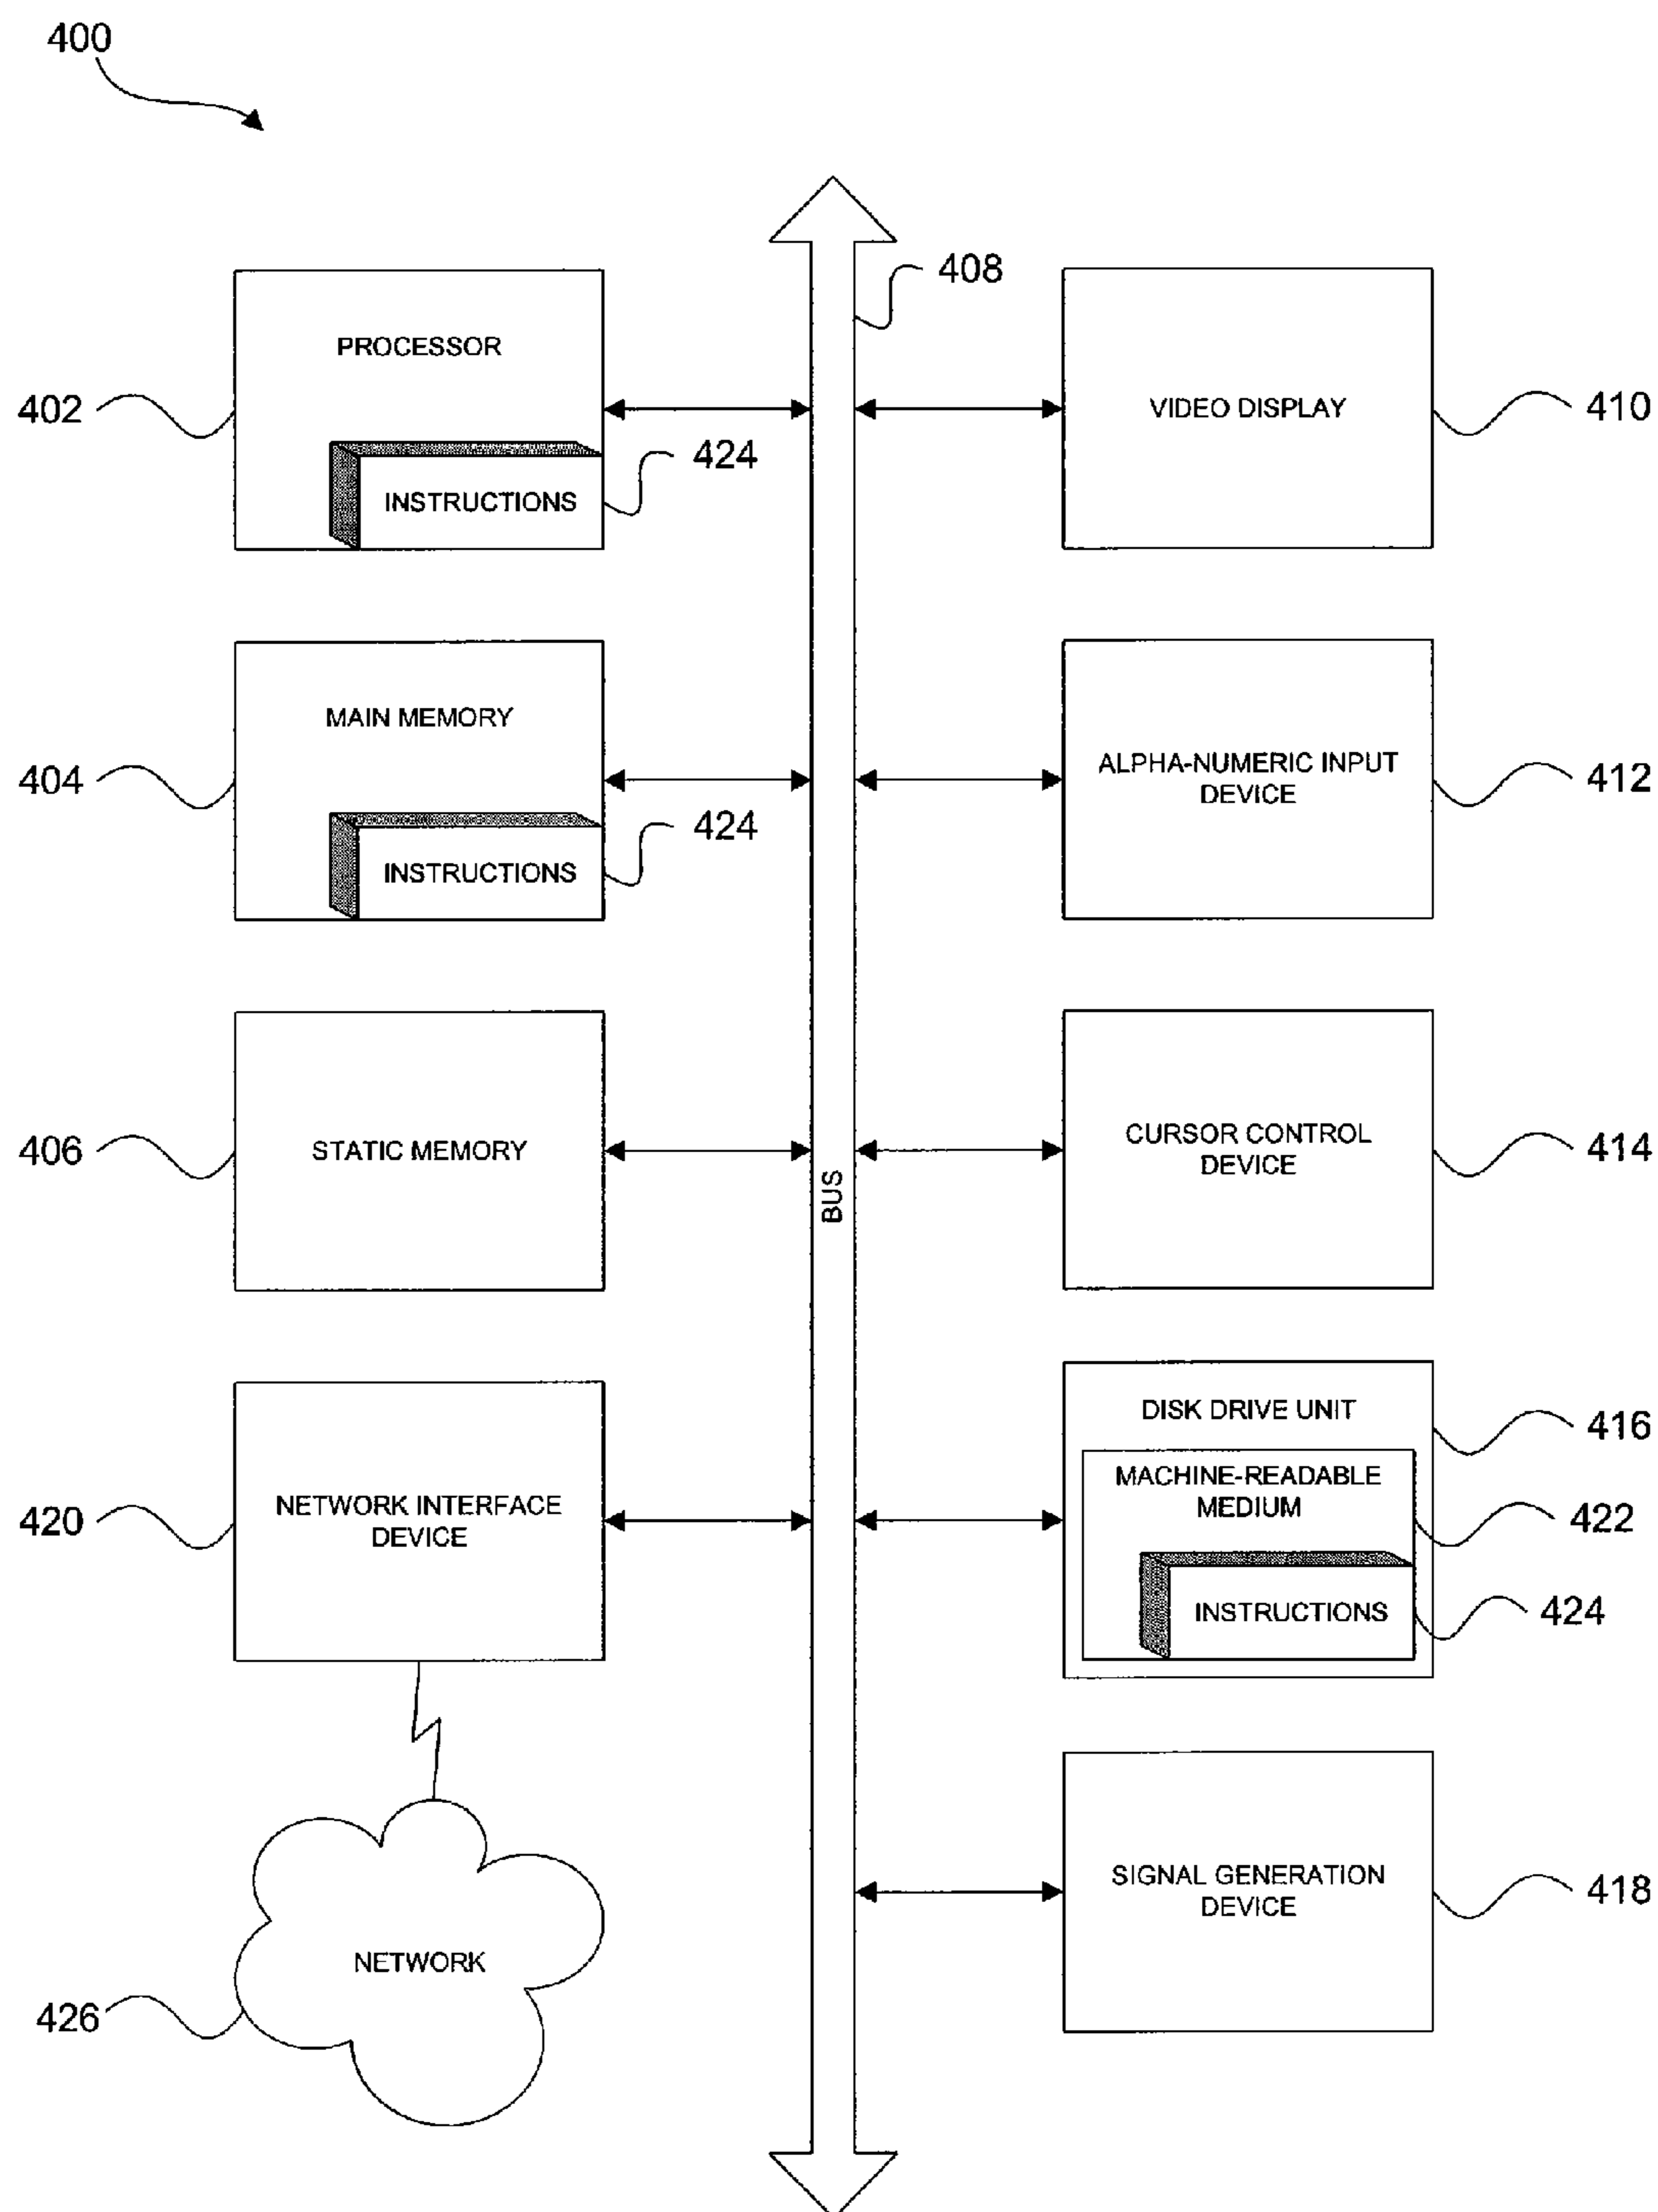 400
408
PROCESSOR
402
424
INSTRUCTIONS
VIDEO DISPLAY
410
MAIN MEMORY
404
424
INSTRUCTIONS
ALPHA-NUMERIC INPUT
DEVICE
412
STATIC MEMORY
406
BUS
CURSOR CONTROL
DEVICE
414
NETWORK INTERFACE
DEVICE
420
DISK DRIVE UNIT
416
MACHINE-READABLE
MEDIUM
422
INSTRUCTIONS
424
NETWORK
426
SIGNAL GENERATION
DEVICE
418